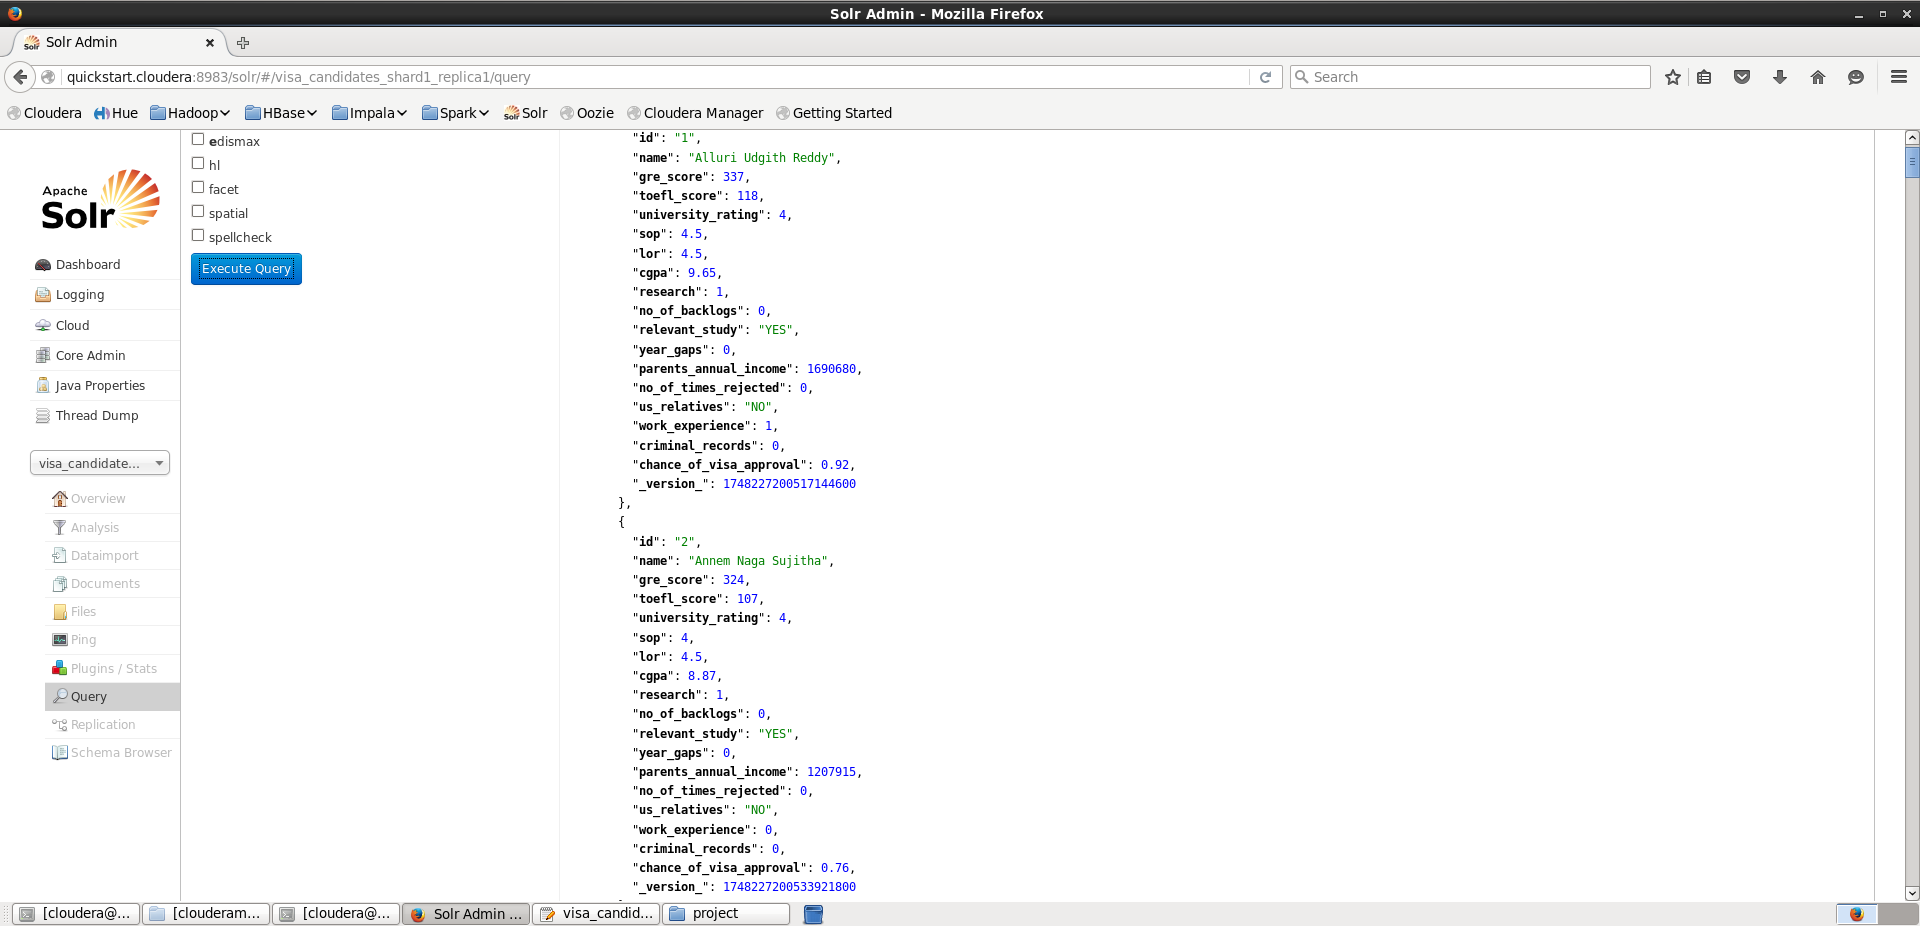 Solr Admin - Mozilla Firefox
Solr Admin
quickstart.cloudera:8983/solr/#/visa_candidates_shard1_replica1/query
Search
Cloudera Hue Hadoop HBase Impala Spark Solr Oozie Cloudera Manager Getting Started
Apache
Solr
Dashboard
Logging
Cloud
Core Admin
Java Properties
Thread Dump
visa_candidate...
Overview
Analysis
Dataimport
Documents
Files
Ping
Plugins / Stats
Query
Replication
Schema Browser
edismax
hl
facet
spatial
spellcheck
Execute Query
"id": "1",
"name": "Alluri Udgith Reddy",
"gre_score": 337,
"toefl_score": 118,
"university_rating": 4,
"sop": 4.5,
"lor": 4.5,
"cgpa": 9.65,
"research": 1,
"no_of_backlogs": 0,
"relevant_study": "YES",
"year_gaps": 0,
"parents_annual_income": 1690680,
"no_of_times_rejected": 0,
"us_relatives": "NO",
"work_experience": 1,
"criminal_records": 0,
"chance_of_visa_approval": 0.92,
"_version_": 1748227200517144600
},
{
"id": "2",
"name": "Annem Naga Sujitha",
"gre_score": 324,
"toefl_score": 107,
"university_rating": 4,
"sop": 4,
"lor": 4.5,
"cgpa": 8.87,
"research": 1,
"no_of_backlogs": 0,
"relevant_study": "YES",
"year_gaps": 0,
"parents_annual_income": 1207915,
"no_of_times_rejected": 0,
"us_relatives": "NO",
"work_experience": 0,
"criminal_records": 0,
"chance_of_visa_approval": 0.76,
"_version_": 1748227200533921800
[cloudera@... [clouderam... [cloudera@... Solr Admin ... visa_candid... project